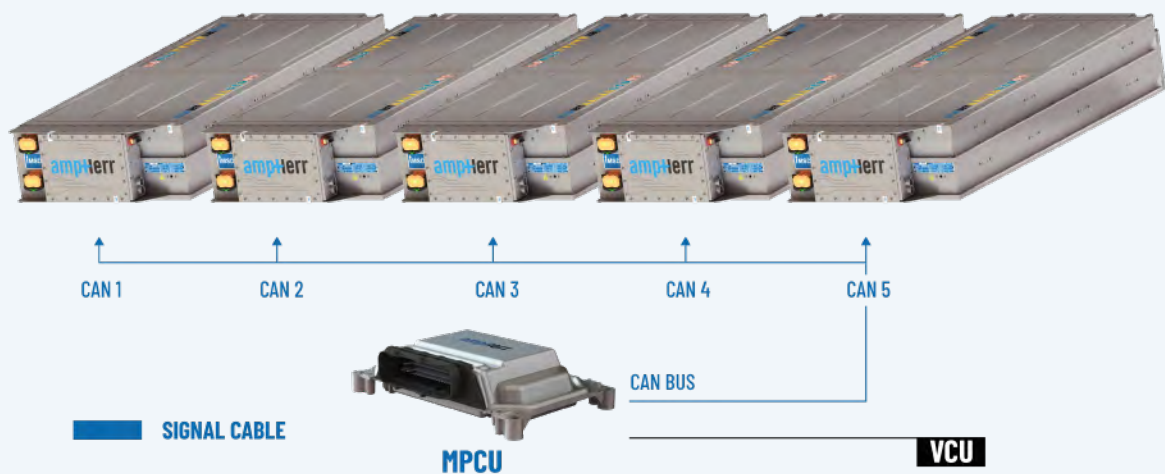 ampHerr
ampHerr
ampHerr
ampHerr
ampHerr
CAN 1
CAN 2
CAN 3
CAN 4
CAN 5
CAN BUS
SIGNAL CABLE
MPCU
VCU